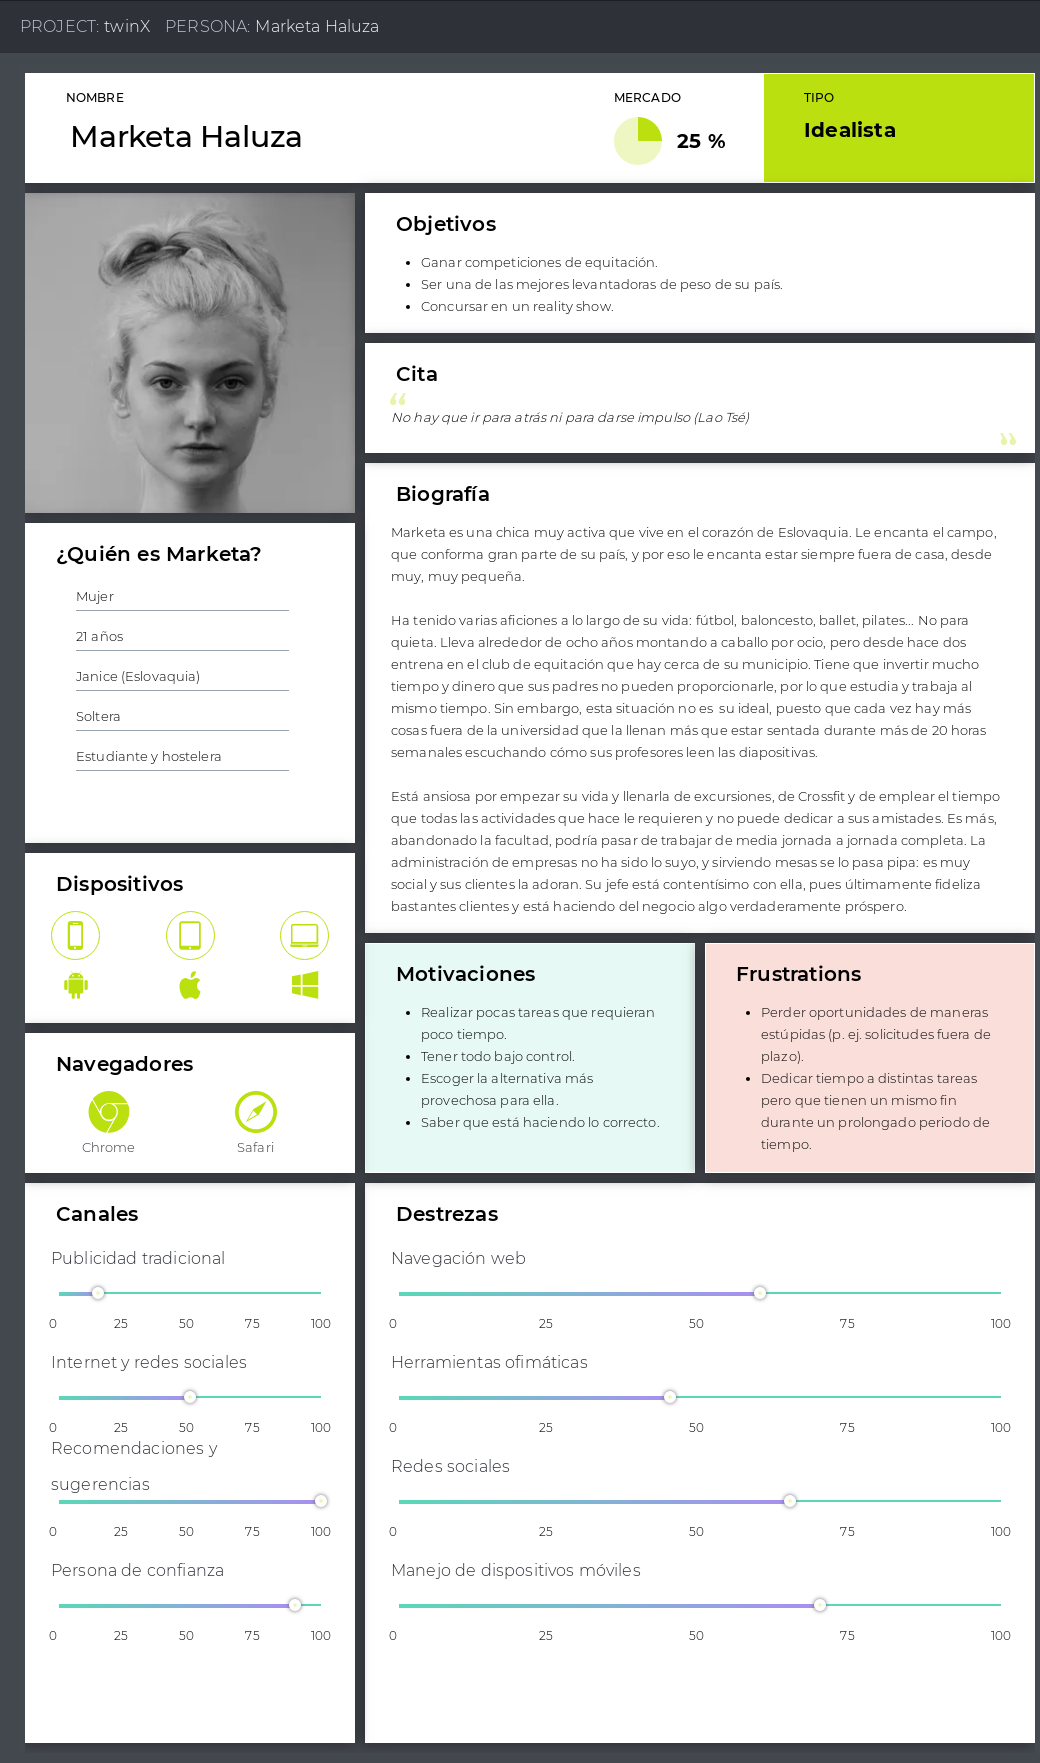 PROJECT: twinX PERSONA: Marketa Haluza
NOMBRE
Marketa Haluza
MERCADO
25 %
TIPO
Idealista
Objetivos
• Ganar competiciones de equitación.
• Ser una de las mejores levantadoras de peso de su país.
• Concursar en un reality show.
Cita
“
No hay que ir para atrás ni para darse impulso (Lao Tsé)
”
Biografía
Marketa es una chica muy activa que vive en el corazón de Eslovaquia. Le encanta el campo,
que conforma gran parte de su país, y por eso le encanta estar siempre fuera de casa, desde
muy, muy pequeña.
Ha tenido varias aficiones a lo largo de su vida: fútbol, baloncesto, ballet, pilates... No para
quieta. Lleva alrededor de ocho años montando a caballo por ocio, pero desde hace dos
entrena en el club de equitación que hay cerca de su municipio. Tiene que invertir mucho
tiempo y dinero que sus padres no pueden proporcionarle, por lo que estudia y trabaja al
mismo tiempo. Sin embargo, esta situación no es su ideal, puesto que cada vez hay más
cosas fuera de la universidad que la llenan más que estar sentada durante más de 20 horas
semanales escuchando cómo sus profesores leen las diapositivas.
Está ansiosa por empezar su vida y llenarla de excursiones, de Crossfit y de emplear el tiempo
que todas las actividades que hace le requieren y no puede dedicar a sus amistades. Es más,
abandonado la facultad, podría pasar de trabajar de media jornada a jornada completa. La
administración de empresas no ha sido lo suyo, y sirviendo mesas se lo pasa pipa: es muy
social y sus clientes la adoran. Su jefe está contentísimo con ella, pues últimamente fideliza
bastantes clientes y está haciendo del negocio algo verdaderamente próspero.
¿Quién es Marketa?
Mujer
21 años
Janice (Eslovaquia)
Soltera
Estudiante y hostelera
Dispositivos
Navegadores
Chrome
Safari
Motivaciones
• Realizar pocas tareas que requieran
poco tiempo.
• Tener todo bajo control.
• Escoger la alternativa más
provechosa para ella.
• Saber que está haciendo lo correcto.
Frustrations
• Perder oportunidades de maneras
estúpidas (p. ej. solicitudes fuera de
plazo).
• Dedicar tiempo a distintas tareas
pero que tienen un mismo fin
durante un prolongado periodo de
tiempo.
Canales
Publicidad tradicional
0 25 50 75 100
Internet y redes sociales
0 25 50 75 100
Recomendaciones y
sugerencias
0 25 50 75 100
Persona de confianza
0 25 50 75 100
Destrezas
Navegación web
0 25 50 75 100
Herramientas ofimáticas
0 25 50 75 100
Redes sociales
0 25 50 75 100
Manejo de dispositivos móviles
0 25 50 75 100